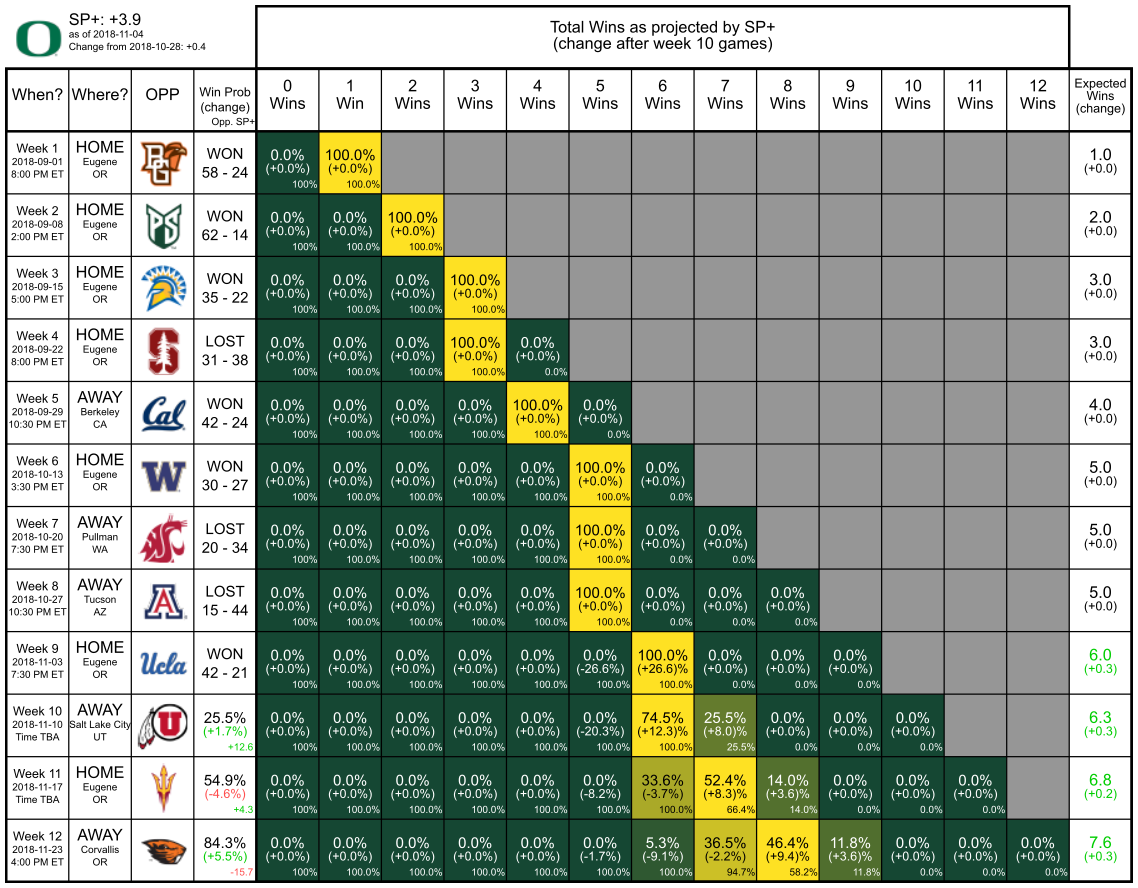 SP+: +3.9
as of 2018-11-04
Change from 2018-10-28: +0.4
Total Wins as projected by SP+
(change after week 10 games)
When? Where? OPP Win Prob (change) Opp. SP+ 0 Wins 1 Win 2 Wins 3 Wins 4 Wins 5 Wins 6 Wins 7 Wins 8 Wins 9 Wins 10 Wins 11 Wins 12 Wins Expected Wins (change)
Week 1 HOME WON 0.0% 100.0% 1.0
2018-09-01 Eugene PG (+0.0%) (+0.0%) (+0.0)
8:00 PM ET OR 58 - 24 100% 100.0%
Week 2 HOME WON 0.0% 0.0% 100.0% 2.0
2018-09-08 Eugene PS (+0.0%) (+0.0%) (+0.0%) (+0.0)
2:00 PM ET OR 62 - 14 100% 100.0% 100.0%
Week 3 HOME WON 0.0% 0.0% 0.0% 100.0% 3.0
2018-09-15 Eugene (+0.0%) (+0.0%) (+0.0%) (+0.0%) (+0.0)
5:00 PM ET OR 35 - 22 100% 100.0% 100.0% 100.0%
Week 4 HOME LOST 0.0% 0.0% 0.0% 100.0% 0.0% 3.0
2018-09-22 Eugene S (+0.0%) (+0.0%) (+0.0%) (+0.0%) (+0.0%) (+0.0)
8:00 PM ET OR 31 - 38 100% 100.0% 100.0% 100.0% 0.0%
Week 5 AWAY WON 0.0% 0.0% 0.0% 0.0% 100.0% 0.0% 4.0
2018-09-29 Berkeley Cal (+0.0%) (+0.0%) (+0.0%) (+0.0%) (+0.0%) (+0.0%) (+0.0)
10:30 PM ET CA 42 - 24 100% 100.0% 100.0% 100.0% 100.0% 0.0%
Week 6 HOME WON 0.0% 0.0% 0.0% 0.0% 0.0% 100.0% 0.0% 5.0
2018-10-13 Eugene W (+0.0%) (+0.0%) (+0.0%) (+0.0%) (+0.0%) (+0.0%) (+0.0%) (+0.0)
3:30 PM ET OR 30 - 27 100% 100.0% 100.0% 100.0% 100.0% 100.0% 0.0%
Week 7 AWAY LOST 0.0% 0.0% 0.0% 0.0% 0.0% 100.0% 0.0% 0.0% 5.0
2018-10-20 Pullman WSC (+0.0%) (+0.0%) (+0.0%) (+0.0%) (+0.0%) (+0.0%) (+0.0%) (+0.0%) (+0.0)
7:30 PM ET WA 20 - 34 100% 100.0% 100.0% 100.0% 100.0% 100.0% 0.0% 0.0%
Week 8 AWAY LOST 0.0% 0.0% 0.0% 0.0% 0.0% 100.0% 0.0% 0.0% 0.0% 5.0
2018-10-27 Tucson A (+0.0%) (+0.0%) (+0.0%) (+0.0%) (+0.0%) (+0.0%) (+0.0%) (+0.0%) (+0.0%) (+0.0)
10:30 PM ET AZ 15 - 44 100% 100.0% 100.0% 100.0% 100.0% 100.0% 0.0% 0.0% 0.0%
Week 9 HOME WON 0.0% 0.0% 0.0% 0.0% 0.0% 0.0% 100.0% 0.0% 0.0% 0.0% 6.0
2018-11-03 Eugene Ucla (+0.0%) (+0.0%) (+0.0%) (+0.0%) (+0.0%) (-26.6%) (+26.6)% (+0.0%) (+0.0%) (+0.0%) (+0.3)
7:30 PM ET OR 42 - 21 100% 100.0% 100.0% 100.0% 100.0% 100.0% 100.0% 0.0% 0.0% 0.0%
Week 10 AWAY 25.5% 0.0% 0.0% 0.0% 0.0% 0.0% 0.0% 74.5% 25.5% 0.0% 0.0% 0.0% 6.3
2018-11-10 Salt Lake City U (+1.7%) (+0.0%) (+0.0%) (+0.0%) (+0.0%) (+0.0%) (-20.3%) (+12.3)% (+8.0)% (+0.0%) (+0.0%) (+0.0%) (+0.3)
Time TBA UT +12.6 100% 100.0% 100.0% 100.0% 100.0% 100.0% 100.0% 25.5% 0.0% 0.0% 0.0%
Week 11 HOME 54.9% 0.0% 0.0% 0.0% 0.0% 0.0% 0.0% 33.6% 52.4% 14.0% 0.0% 0.0% 0.0% 6.8
2018-11-17 Eugene (-4.6%) (+0.0%) (+0.0%) (+0.0%) (+0.0%) (+0.0%) (-8.2%) (-3.7%) (+8.3)% (+3.6)% (+0.0%) (+0.0%) (+0.0%) (+0.2)
Time TBA OR +4.3 100% 100.0% 100.0% 100.0% 100.0% 100.0% 100.0% 66.4% 14.0% 0.0% 0.0% 0.0%
Week 12 AWAY 84.3% 0.0% 0.0% 0.0% 0.0% 0.0% 0.0% 5.3% 36.5% 46.4% 11.8% 0.0% 0.0% 0.0% 7.6
2018-11-23 Corvallis (+5.5%) (+0.0%) (+0.0%) (+0.0%) (+0.0%) (+0.0%) (-1.7%) (-9.1%) (-2.2%) (+9.4)% (+3.6)% (+0.0%) (+0.0%) (+0.0%) (+0.3)
4:00 PM ET OR -15.7 100% 100.0% 100.0% 100.0% 100.0% 100.0% 100.0% 94.7% 58.2% 11.8% 0.0% 0.0% 0.0%